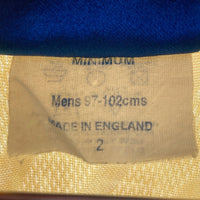 MINIMUM
Mens 97-102cms
MADE IN ENGLAND
2